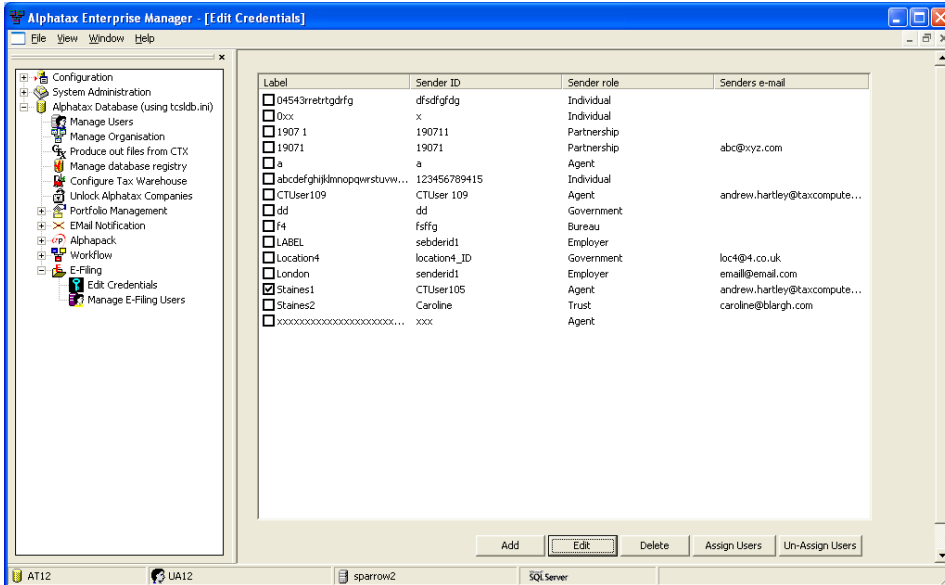 Alphatax Enterprise Manager - [Edit Credentials]
File View Window Help
Configuration
System Administration
Alphatax Database (using tcsldb.ini)
Manage Users
Manage Organisation
Produce out files from CTX
Manage database registry
Configure Tax Warehouse
Unlock Alphatax Companies
Portfolio Management
EMail Notification
Alphapack
Workflow
E-Filing
Edit Credentials
Manage E-Filing Users
Label Sender ID Sender role Senders e-mail
04543rretrtgdrfg dfsdfgfdg Individual
0xx x Individual
1907 1 190711 Partnership
19071 19071 Partnership abc@xyz.com
a a Agent
abcdefghijklmnopqwrstuvw... 123456789415 Individual
CTUser109 CTUser 109 Agent andrew.hartley@taxcompute...
dd dd Government
f4 fsffg Bureau
LABEL sebderid1 Employer
Location4 location4_ID Government loc4@4.co.uk
London senderid1 Employer emaill@email.com
Staines1 CTUser105 Agent andrew.hartley@taxcompute...
Staines2 Caroline Trust caroline@blargh.com
xxxxxxxxxxxxxxxxxxxxx... xxx Agent
Add Edit Delete Assign Users Un-Assign Users
AT12 UA12 sparrow2 SQL Server